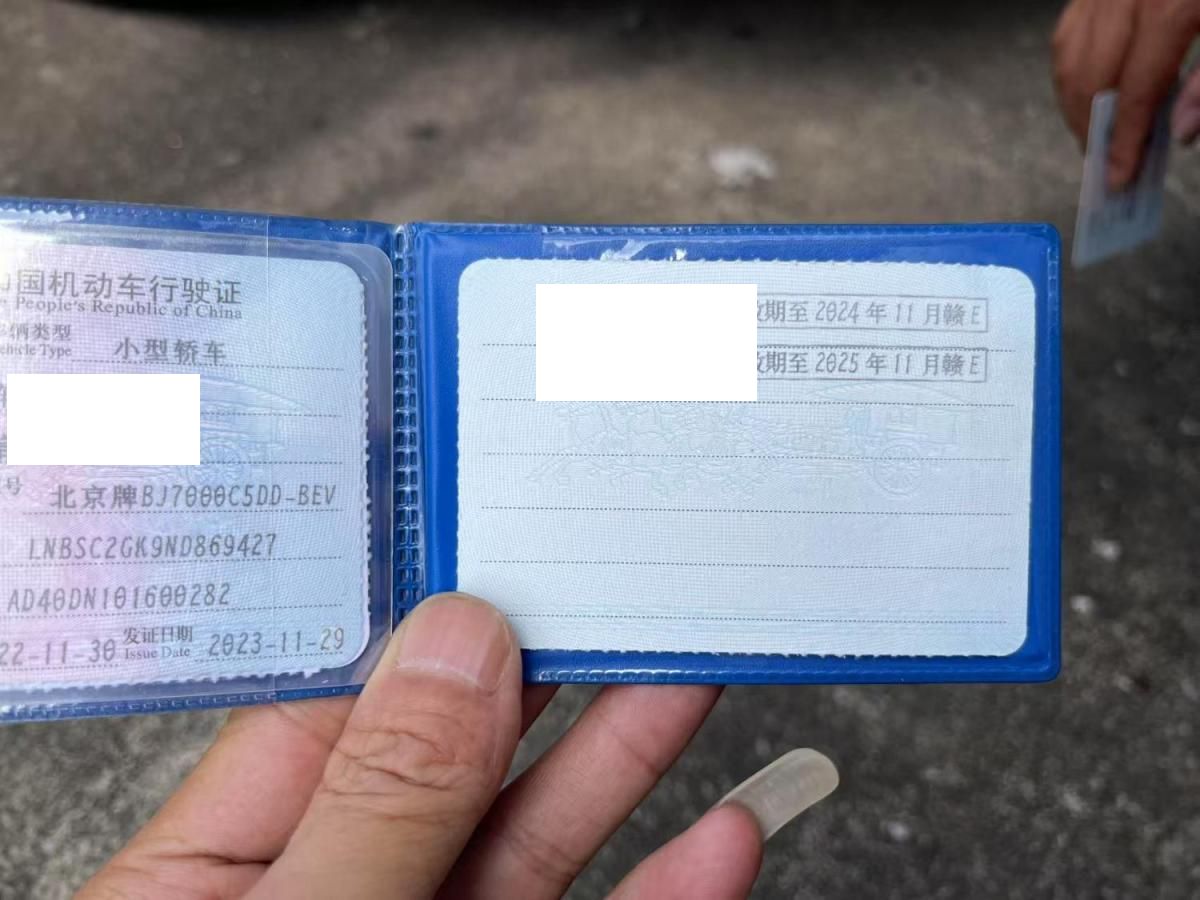 国机动车行驶证
People's Republic of China
车辆类型
Vehicle Type 小型轿车
号 北京牌BJ7000C5DD-BEV
LNBSC2GK9ND869427
AD40DN101600282
22-11-30 发证日期 Issue Date 2023-11-29
期至2024年11月赣E
期至2025年11月赣E